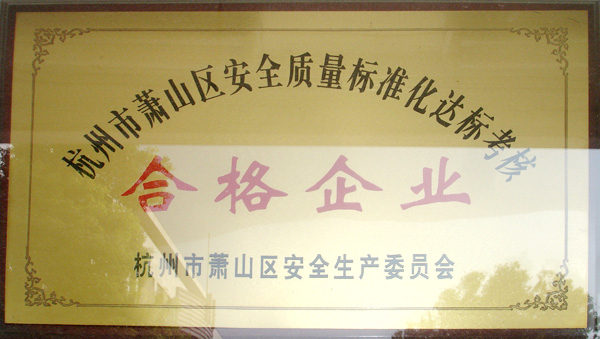 杭州市萧山区安全质量标准化达标考核
合格企业
杭州市萧山区安全生产委员会